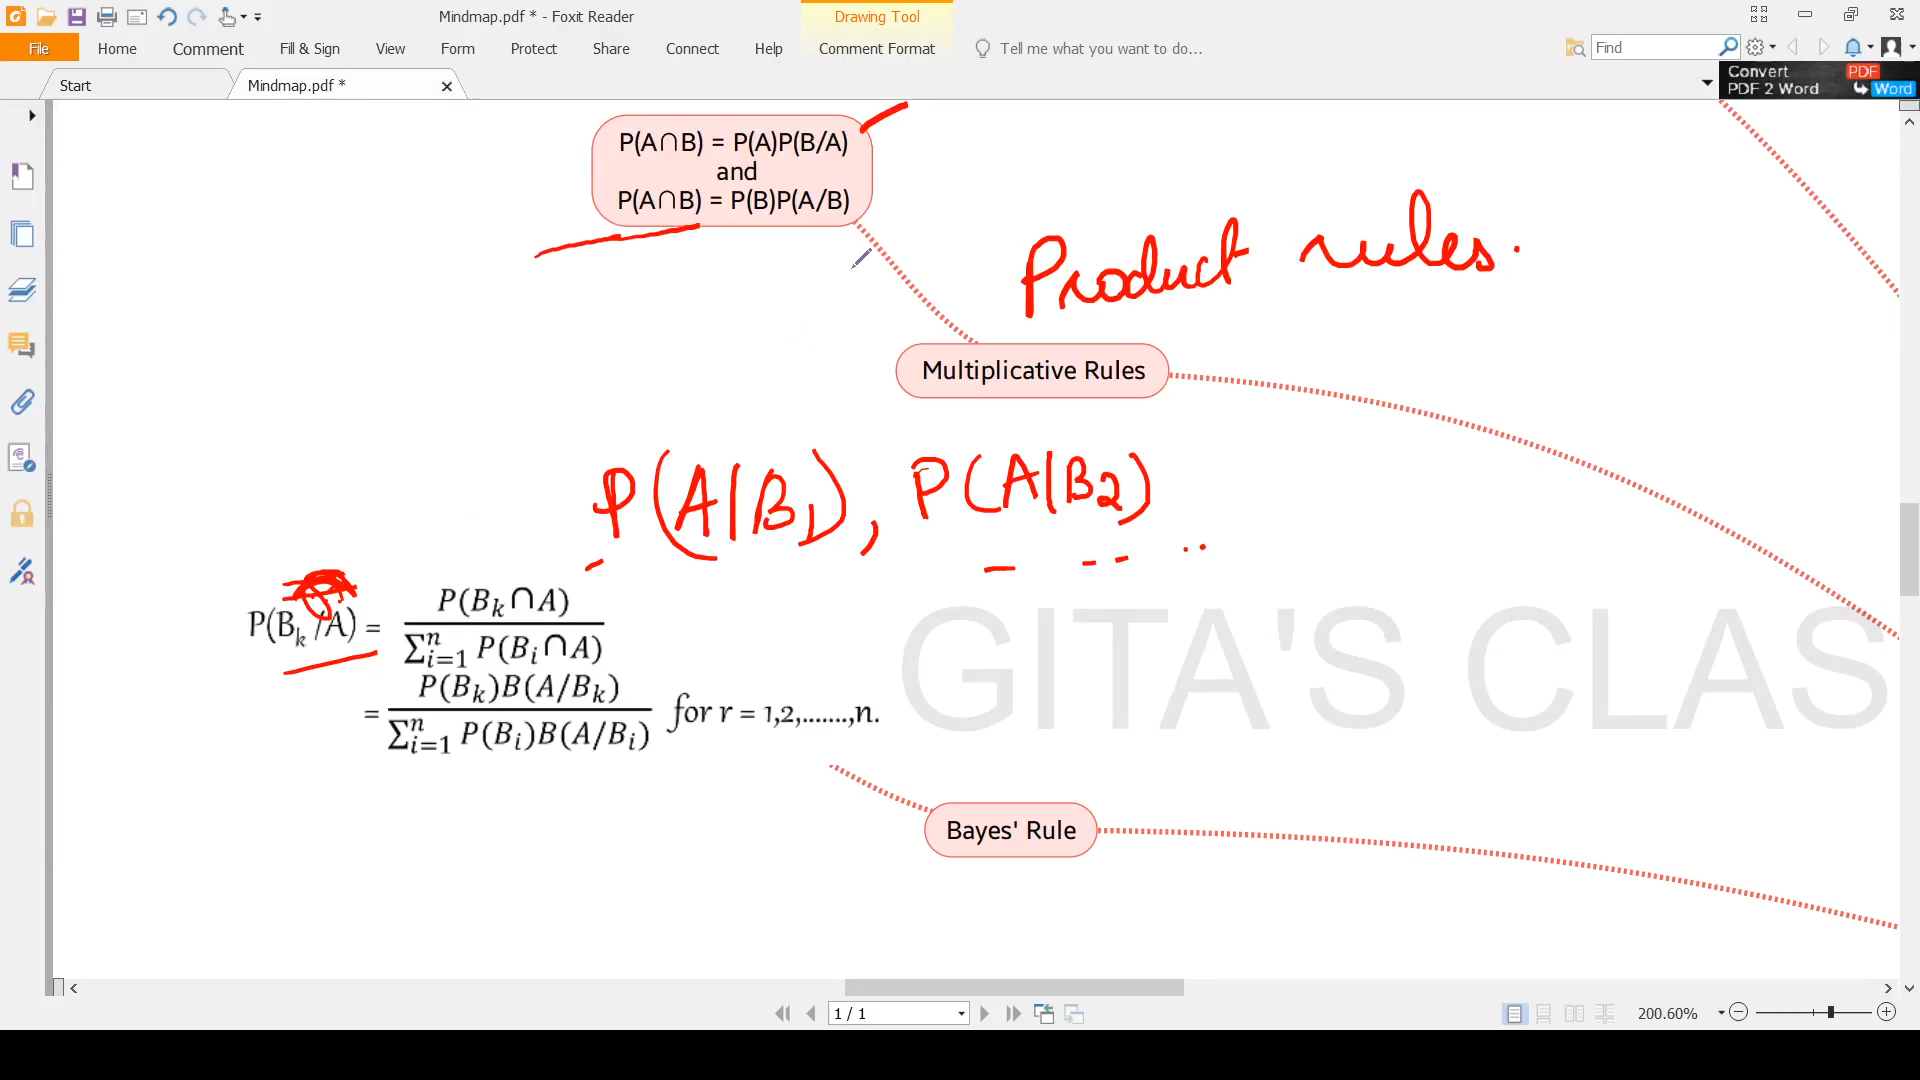 Mindmap.pdf * - Foxit Reader
Drawing Tool
File Home Comment Fill & Sign View Form Protect Share Connect Help Comment Format Tell me what you want to do... Find
Start Mindmap.pdf *
Convert PDF
PDF 2 Word Word
P(A∩B) = P(A)P(B/A)
and
P(A∩B) = P(B)P(A/B)
Product rules.
Multiplicative Rules
P(A|B₁), P(A|B₂)
P(Bₖ/A) = P(Bₖ∩A) / ∑ⁿᵢ₌₁ P(Bᵢ∩A)
= P(Bₖ)B(A/Bₖ) / ∑ⁿᵢ₌₁ P(Bᵢ)B(A/Bᵢ) for r = 1,2,.......,n.
GITA'S CLAS
Bayes' Rule
1 / 1
200.60%